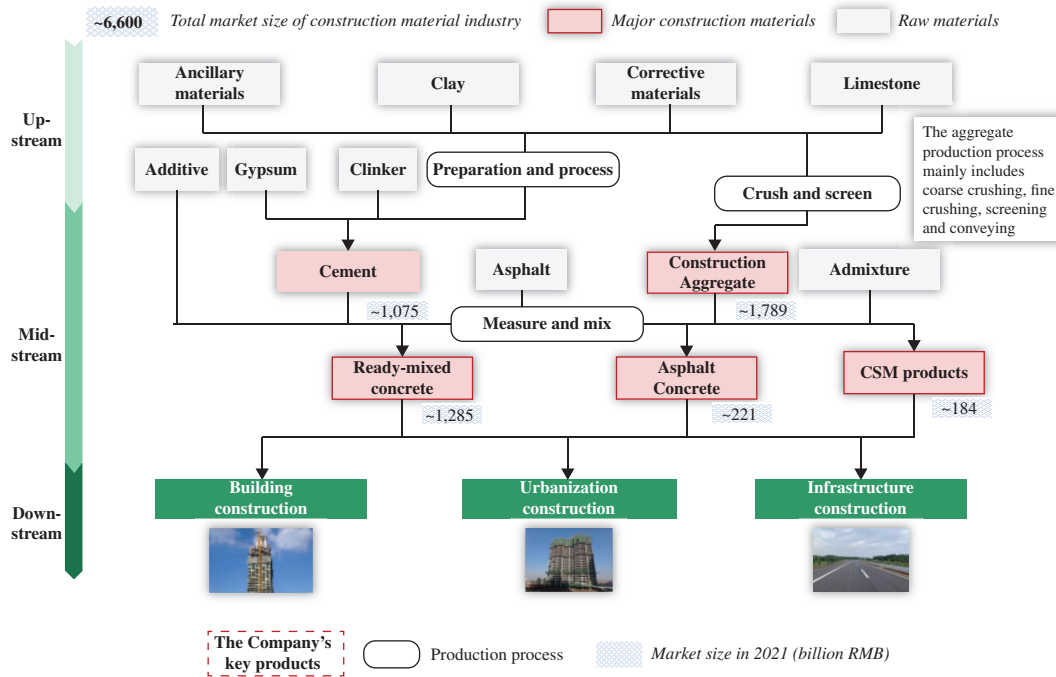 ~6,600 Total market size of construction material industry Major construction materials Raw materials
Ancillary
materials
Clay
Corrective
materials
Limestone
Up-
stream
The aggregate
production process
mainly includes
coarse crushing, fine
crushing, screening
and conveying
Additive
Gypsum
Clinker
Preparation and process
Crush and screen
Cement
Asphalt
Construction
Aggregate
Admixture
~1,075
~1,789
Mid-
stream
Measure and mix
Ready-mixed
concrete
Asphalt
Concrete
CSM products
~1,285
~221
~184
Down-
stream
Building
construction
Urbanization
construction
Infrastructure
construction
The Company's
key products
Production process
Market size in 2021 (billion RMB)